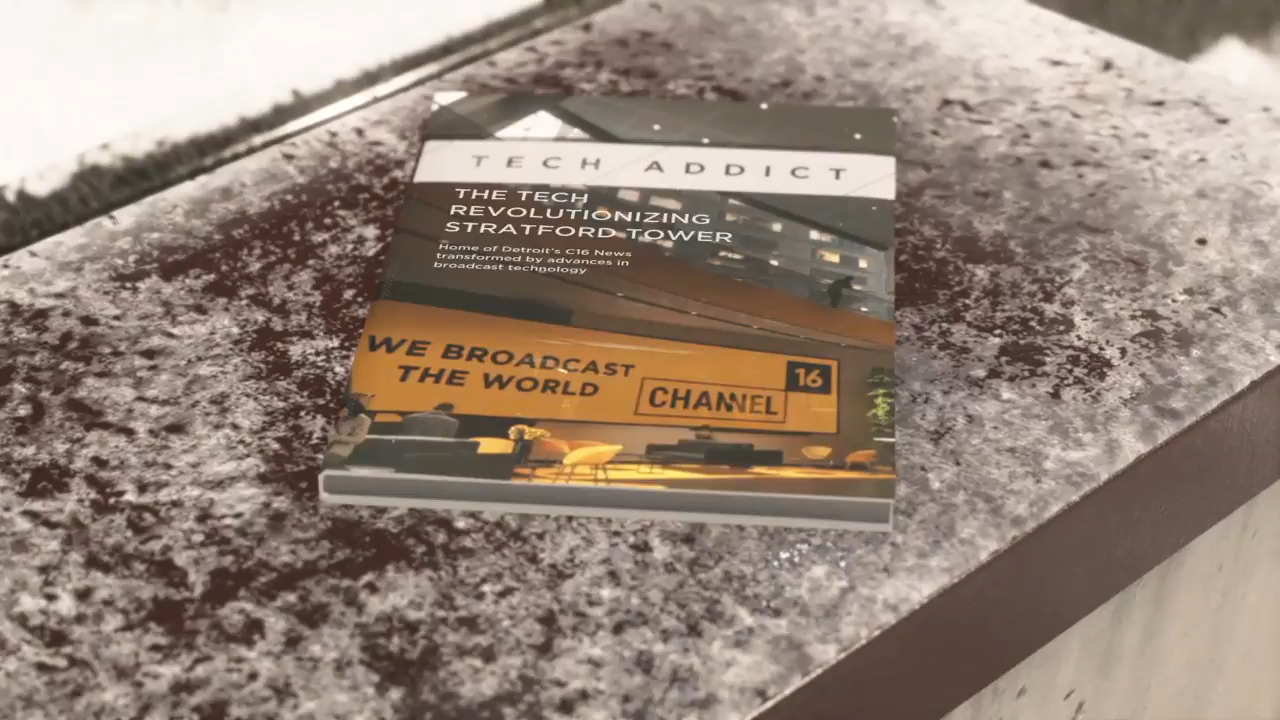 TECH ADDICT
THE TECH
REVOLUTIONIZING
STRATFORD TOWER
Home of Detroit's C16 News
transformed by advances in
broadcast technology
WE BROADCAST
THE WORLD
16
CHANNEL